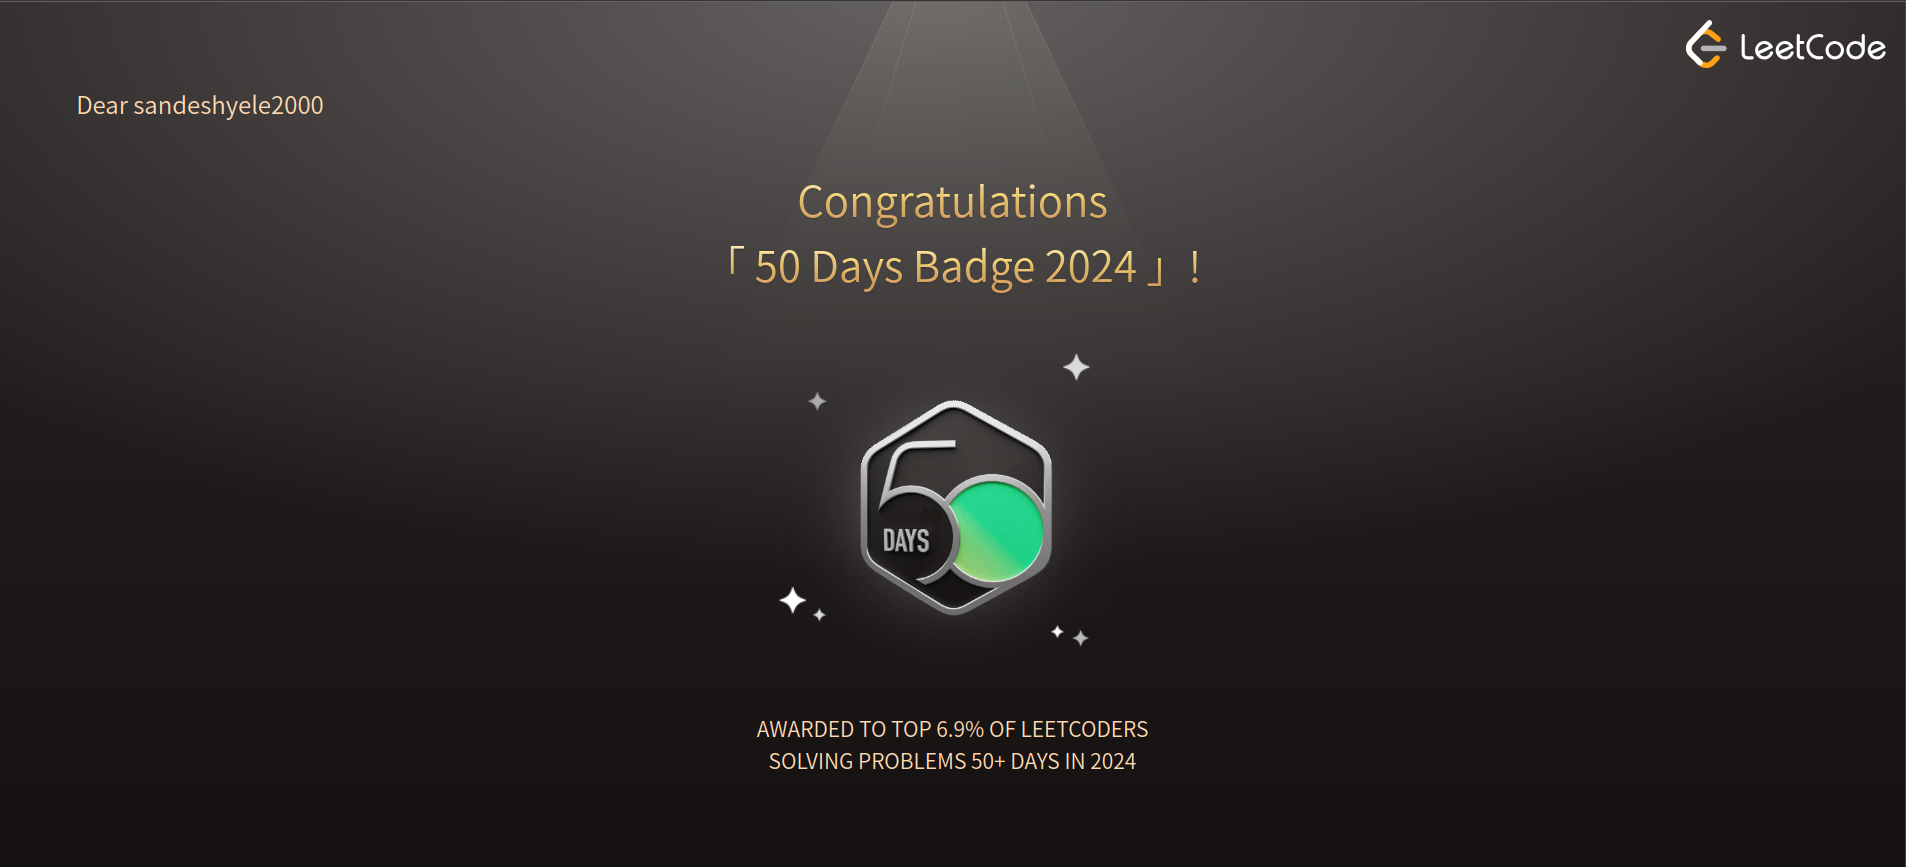 LeetCode
Dear sandeshyele2000
Congratulations
「 50 Days Badge 2024 」!
50
DAYS
AWARDED TO TOP 6.9% OF LEETCODERS
SOLVING PROBLEMS 50+ DAYS IN 2024